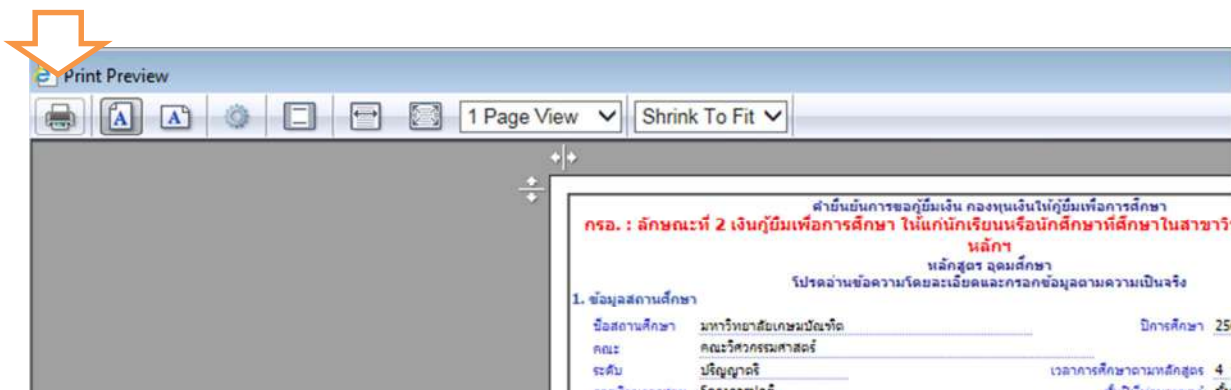 Print Preview
1 Page View Shrink To Fit
คำยืนยันการขอกู้ยืมเงิน กองทุนเงินให้กู้ยืมเพื่อการศึกษา
กรอ. : ลักษณะที่ 2 เงินกู้ยืมเพื่อการศึกษา ให้แก่นักเรียนหรือนักศึกษาที่ศึกษาในสาขาวิ
หลักฯ
หลักสูตร อุดมศึกษา
โปรดอ่านข้อความโดยละเอียดและกรอกข้อมูลตามความเป็นจริง
1. ข้อมูลสถานศึกษา
ชื่อสถานศึกษา มหาวิทยาลัยเกษมบัณฑิต ปีการศึกษา 25
คณะ คณะวิศวกรรมศาสตร์
ระดับ ปริญญาตรี เวลาการศึกษาตามหลักสูตร 4